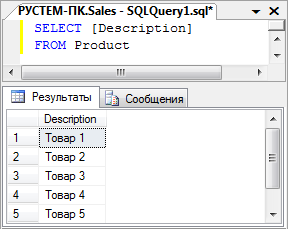 РУСТЕМ-ПК.Sales - SQLQuery1.sql*
SELECT [Description]
FROM Product
Результаты
Сообщения
Description
1 Товар 1
2 Товар 2
3 Товар 3
4 Товар 4
5 Товар 5